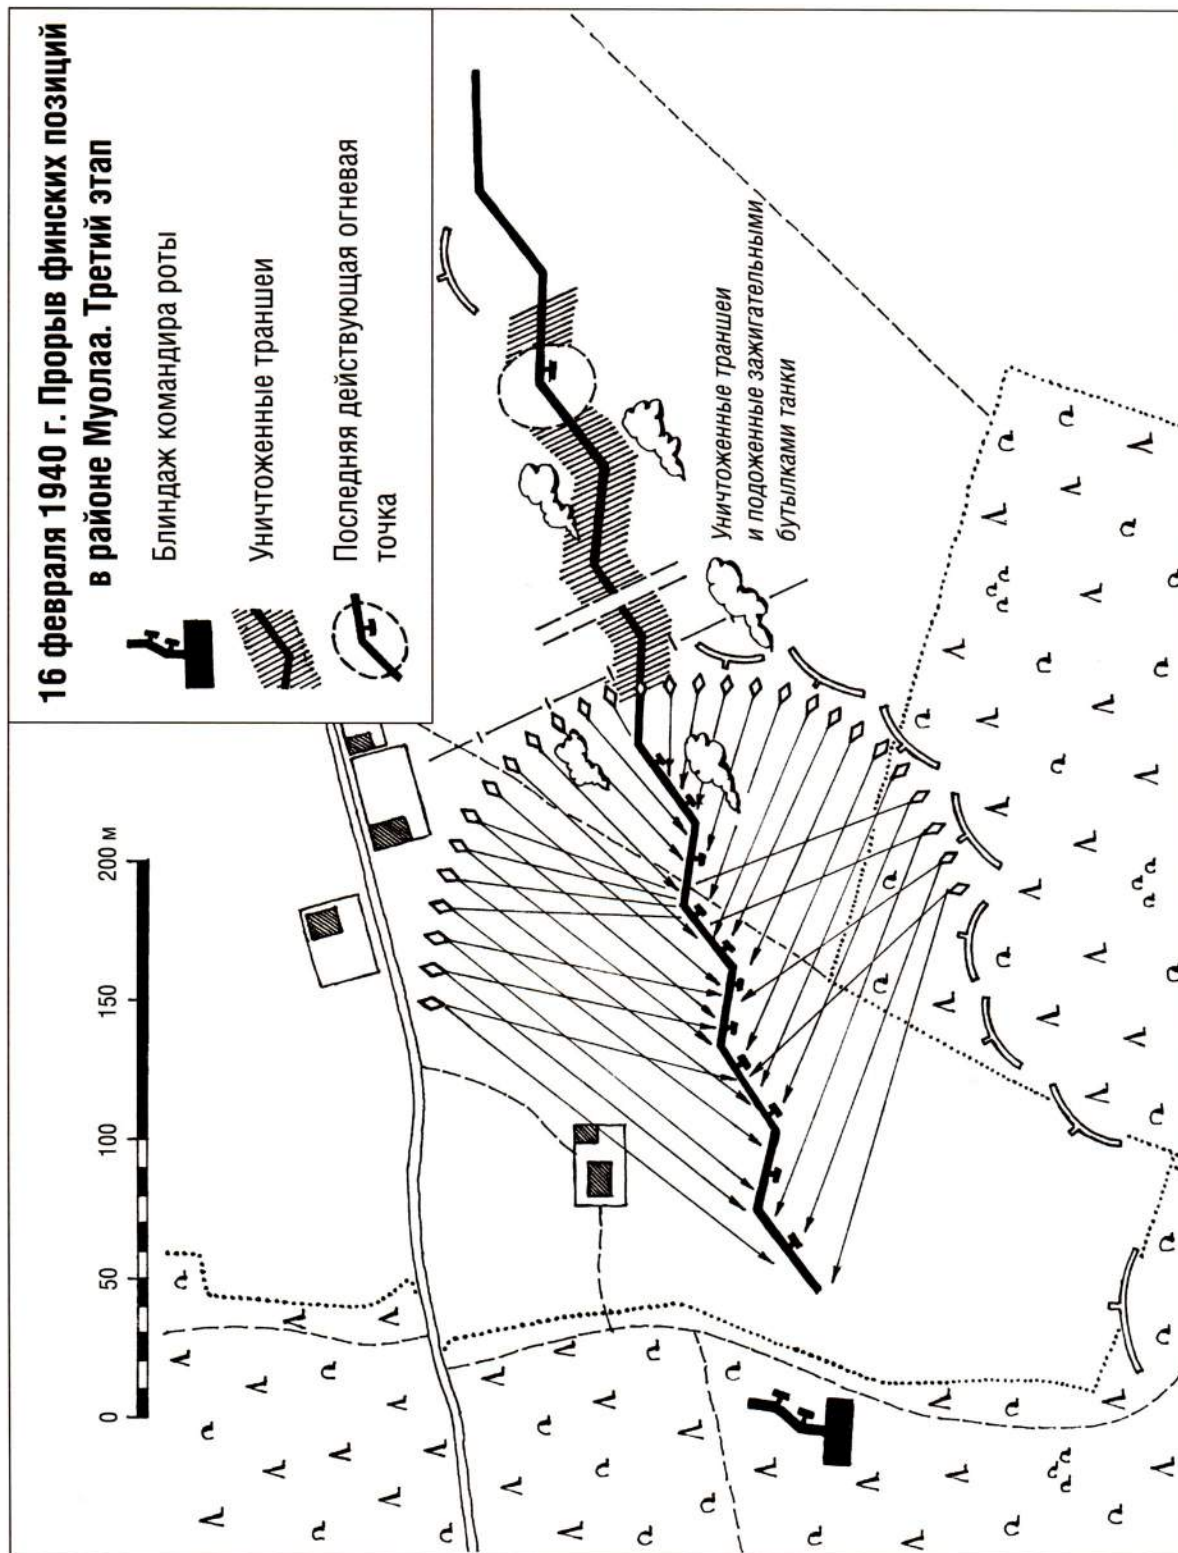 16 февраля 1940 г. Прорыв финских позиций
в районе Муолаа. Третий этап
Блиндаж командира роты
Уничтоженные траншеи
Последняя действующая огневая
точка
0 50 100 150 200 м
Уничтоженные траншеи
и подоженные зажигательными
бутылками танки